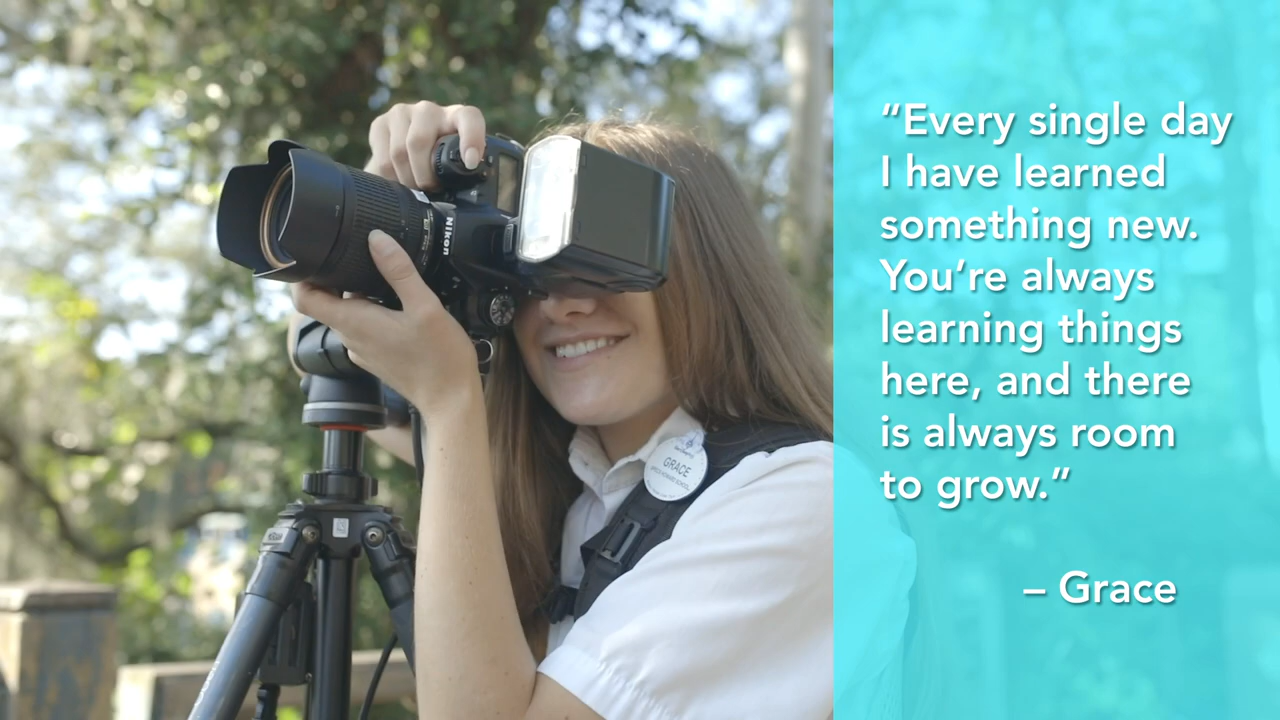 “Every single day
I have learned
something new.
You’re always
learning things
here, and there
is always room
to grow.”
– Grace
Nikon
GRACE